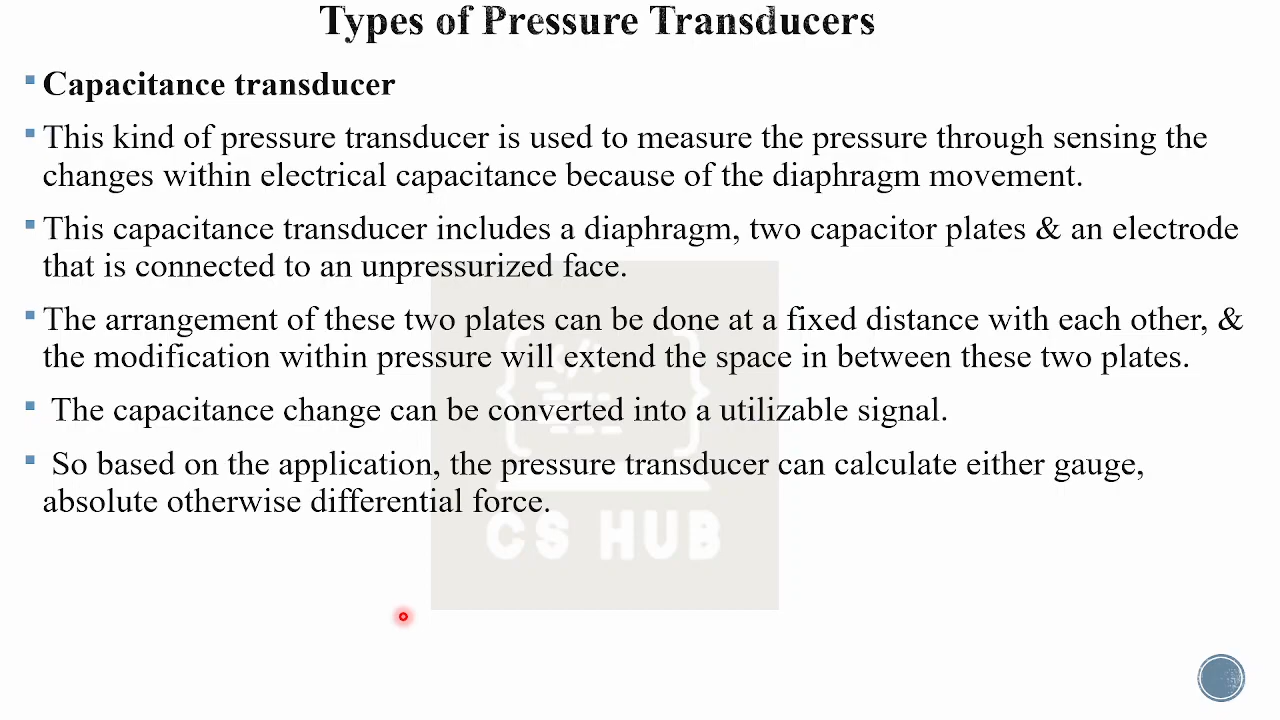 Types of Pressure Transducers
Capacitance transducer
This kind of pressure transducer is used to measure the pressure through sensing the
changes within electrical capacitance because of the diaphragm movement.
This capacitance transducer includes a diaphragm, two capacitor plates & an electrode
that is connected to an unpressurized face.
The arrangement of these two plates can be done at a fixed distance with each other, &
the modification within pressure will extend the space in between these two plates.
The capacitance change can be converted into a utilizable signal.
So based on the application, the pressure transducer can calculate either gauge,
absolute otherwise differential force.
CS HUB